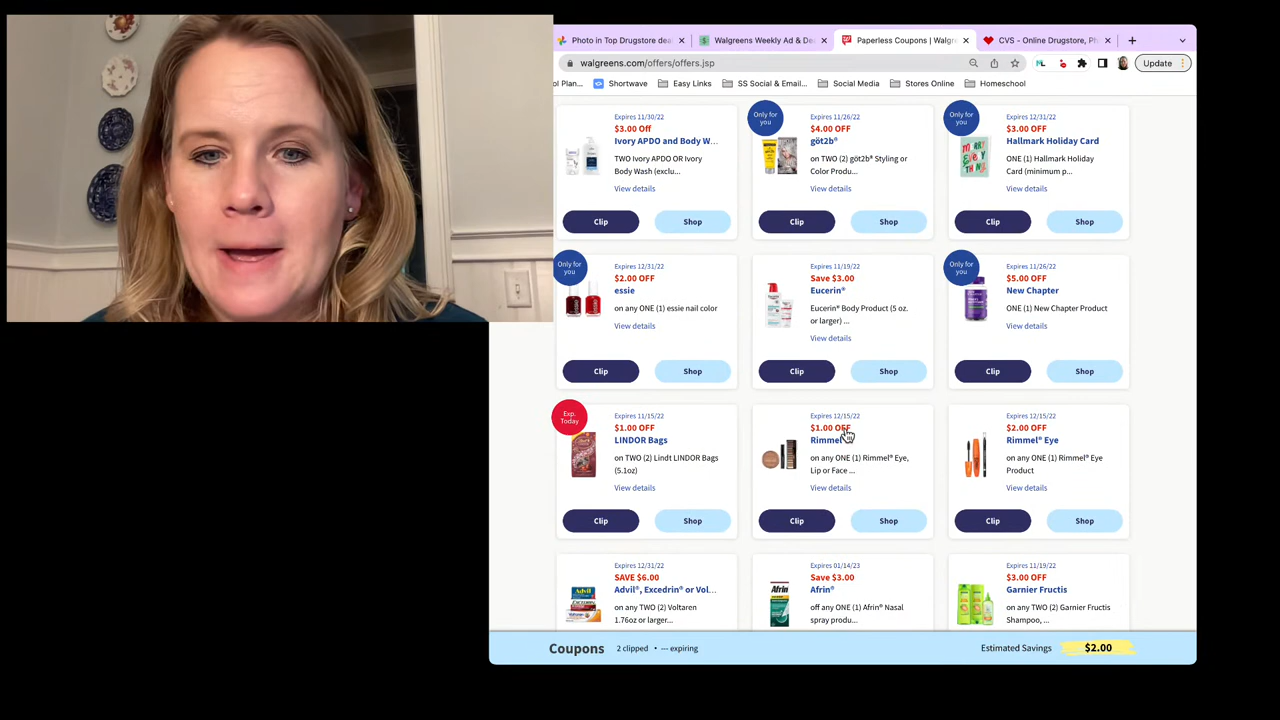 Photo in Top Drugstore dea
Walgreens Weekly Ad & De
Paperless Coupons | Walgr
CVS - Online Drugstore, Ph
walgreens.com/offers/offers.jsp
Update
ol Plan...
Shortwave
Easy Links
SS Social & Email...
Social Media
Stores Online
Homeschool
Expires 11/30/22
$3.00 Off
Ivory APDO and Body W...
TWO Ivory APDO OR Ivory
Body Wash (exclu...
View details
Clip
Shop
Only for
you
Expires 11/26/22
$4.00 OFF
göt2b®
on TWO (2) göt2b® Styling or
Color Produ...
View details
Clip
Shop
Only for
you
Expires 12/31/22
$3.00 OFF
Hallmark Holiday Card
ONE (1) Hallmark Holiday
Card (minimum p...
View details
Clip
Shop
Only for
you
Expires 12/31/22
$2.00 OFF
essie
on any ONE (1) essie nail color
View details
Clip
Shop
Expires 11/19/22
Save $3.00
Eucerin®
Eucerin® Body Product (5 oz.
or larger) ...
View details
Clip
Shop
Only for
you
Expires 11/26/22
$5.00 OFF
New Chapter
ONE (1) New Chapter Product
View details
Clip
Shop
Exp.
Today
Expires 11/15/22
$1.00 OFF
LINDOR Bags
on TWO (2) Lindt LINDOR Bags
(5.1oz)
View details
Clip
Shop
Expires 12/15/22
$1.00 OFF
Rimmel
on any ONE (1) Rimmel® Eye,
Lip or Face ...
View details
Clip
Shop
Expires 12/15/22
$2.00 OFF
Rimmel® Eye
on any ONE (1) Rimmel® Eye
Product
View details
Clip
Shop
Expires 12/31/22
SAVE $6.00
Advil®, Excedrin® or Vol...
on any TWO (2) Voltaren
1.76oz or larger...
Expires 01/14/23
Save $3.00
Afrin®
off any ONE (1) Afrin® Nasal
spray produ...
Afrin
Expires 11/19/22
$3.00 OFF
Garnier Fructis
on any TWO (2) Garnier Fructis
Shampoo, ...
Coupons
2 clipped • --- expiring
Estimated Savings
$2.00